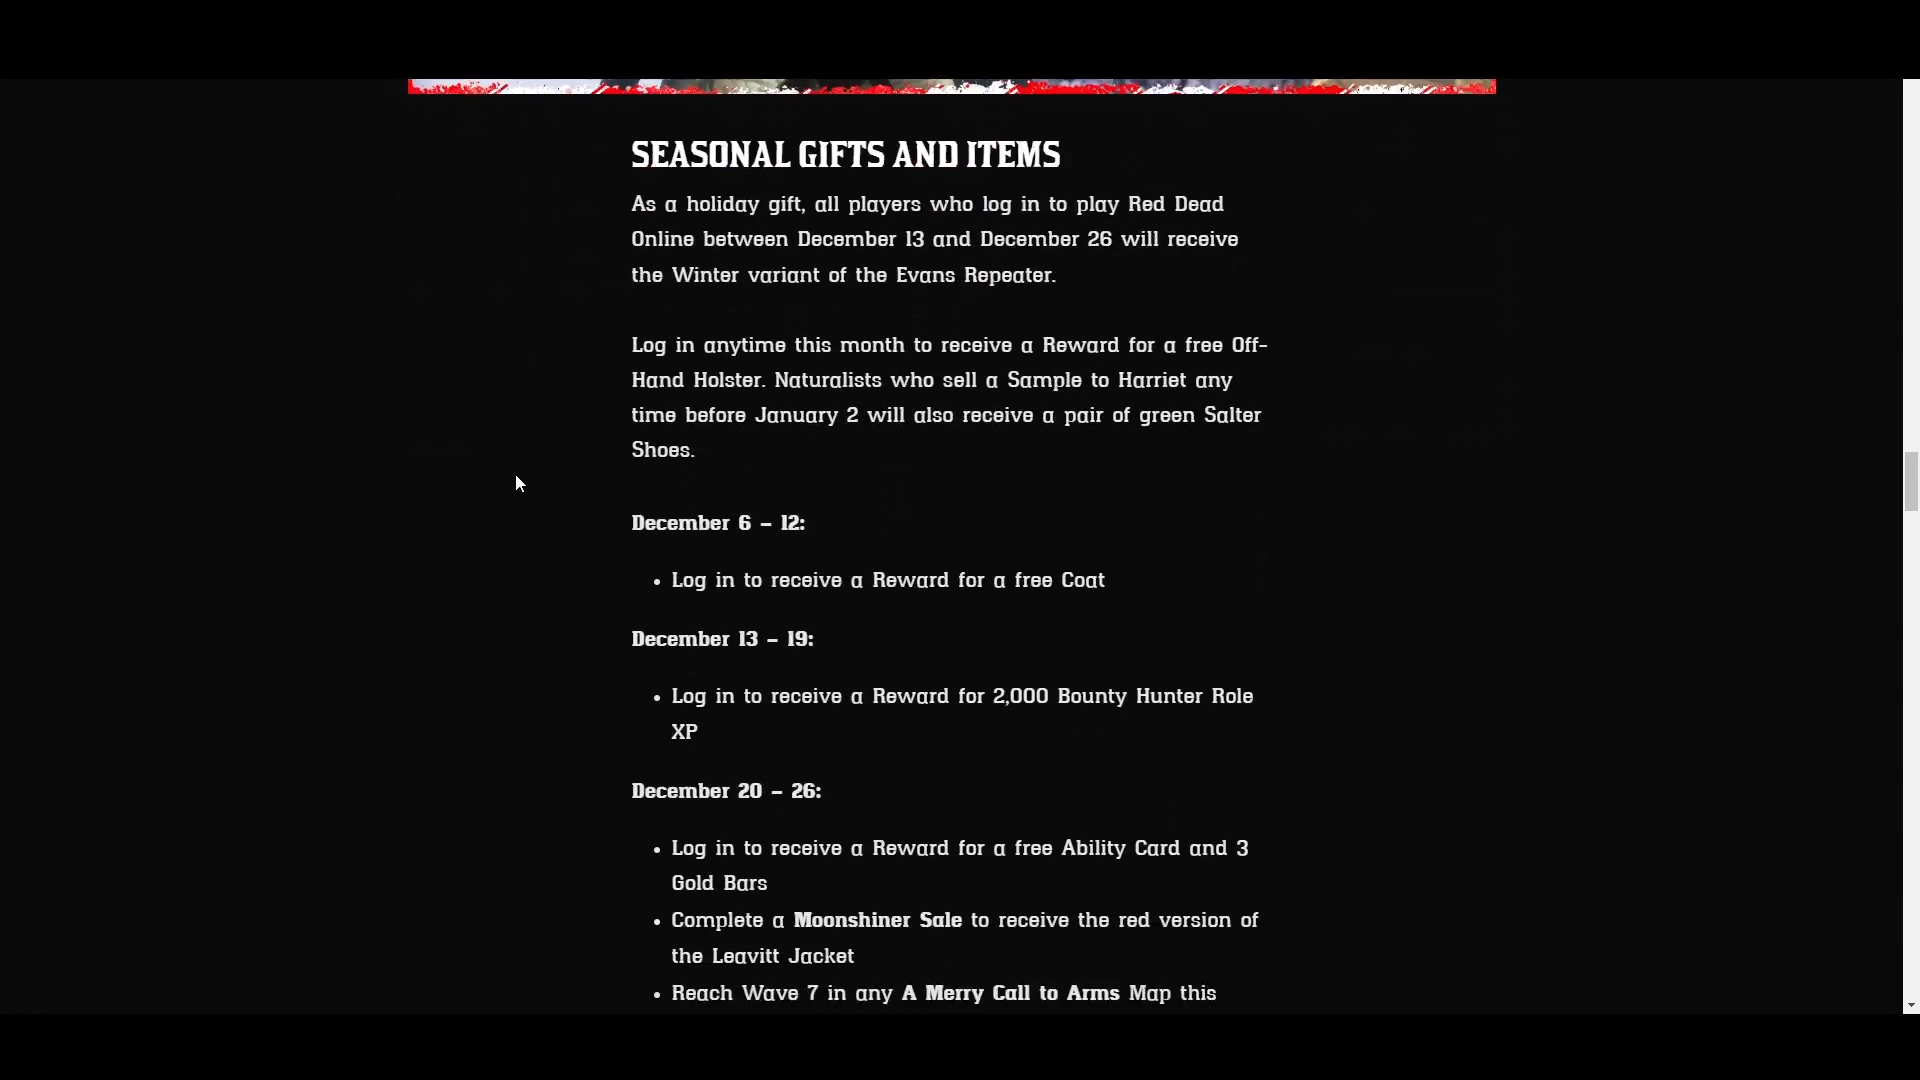 SEASONAL GIFTS AND ITEMS
As a holiday gift, all players who log in to play Red Dead
Online between December 13 and December 26 will receive
the Winter variant of the Evans Repeater.
Log in anytime this month to receive a Reward for a free Off-
Hand Holster. Naturalists who sell a Sample to Harriet any
time before January 2 will also receive a pair of green Salter
Shoes.
December 6 – 12:
• Log in to receive a Reward for a free Coat
December 13 – 19:
• Log in to receive a Reward for 2,000 Bounty Hunter Role
XP
December 20 – 26:
• Log in to receive a Reward for a free Ability Card and 3
Gold Bars
• Complete a Moonshiner Sale to receive the red version of
the Leavitt Jacket
• Reach Wave 7 in any A Merry Call to Arms Map this